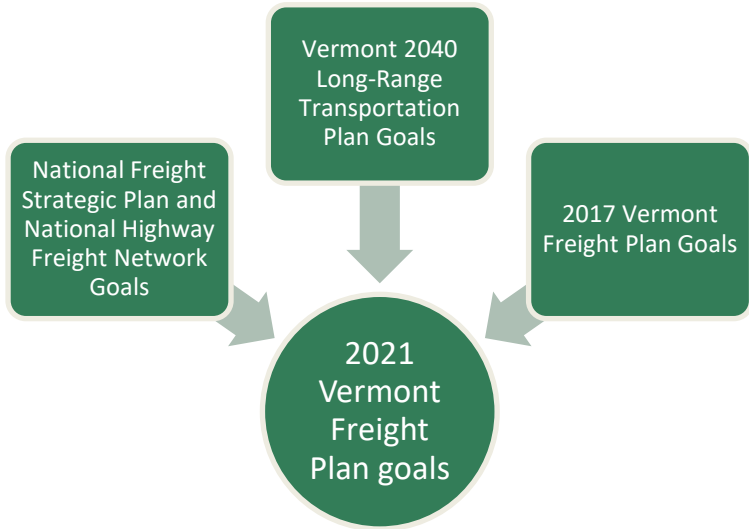 Vermont 2040
Long-Range
Transportation
Plan Goals
National Freight
Strategic Plan and
National Highway
Freight Network
Goals
2017 Vermont
Freight Plan Goals
2021
Vermont
Freight
Plan goals